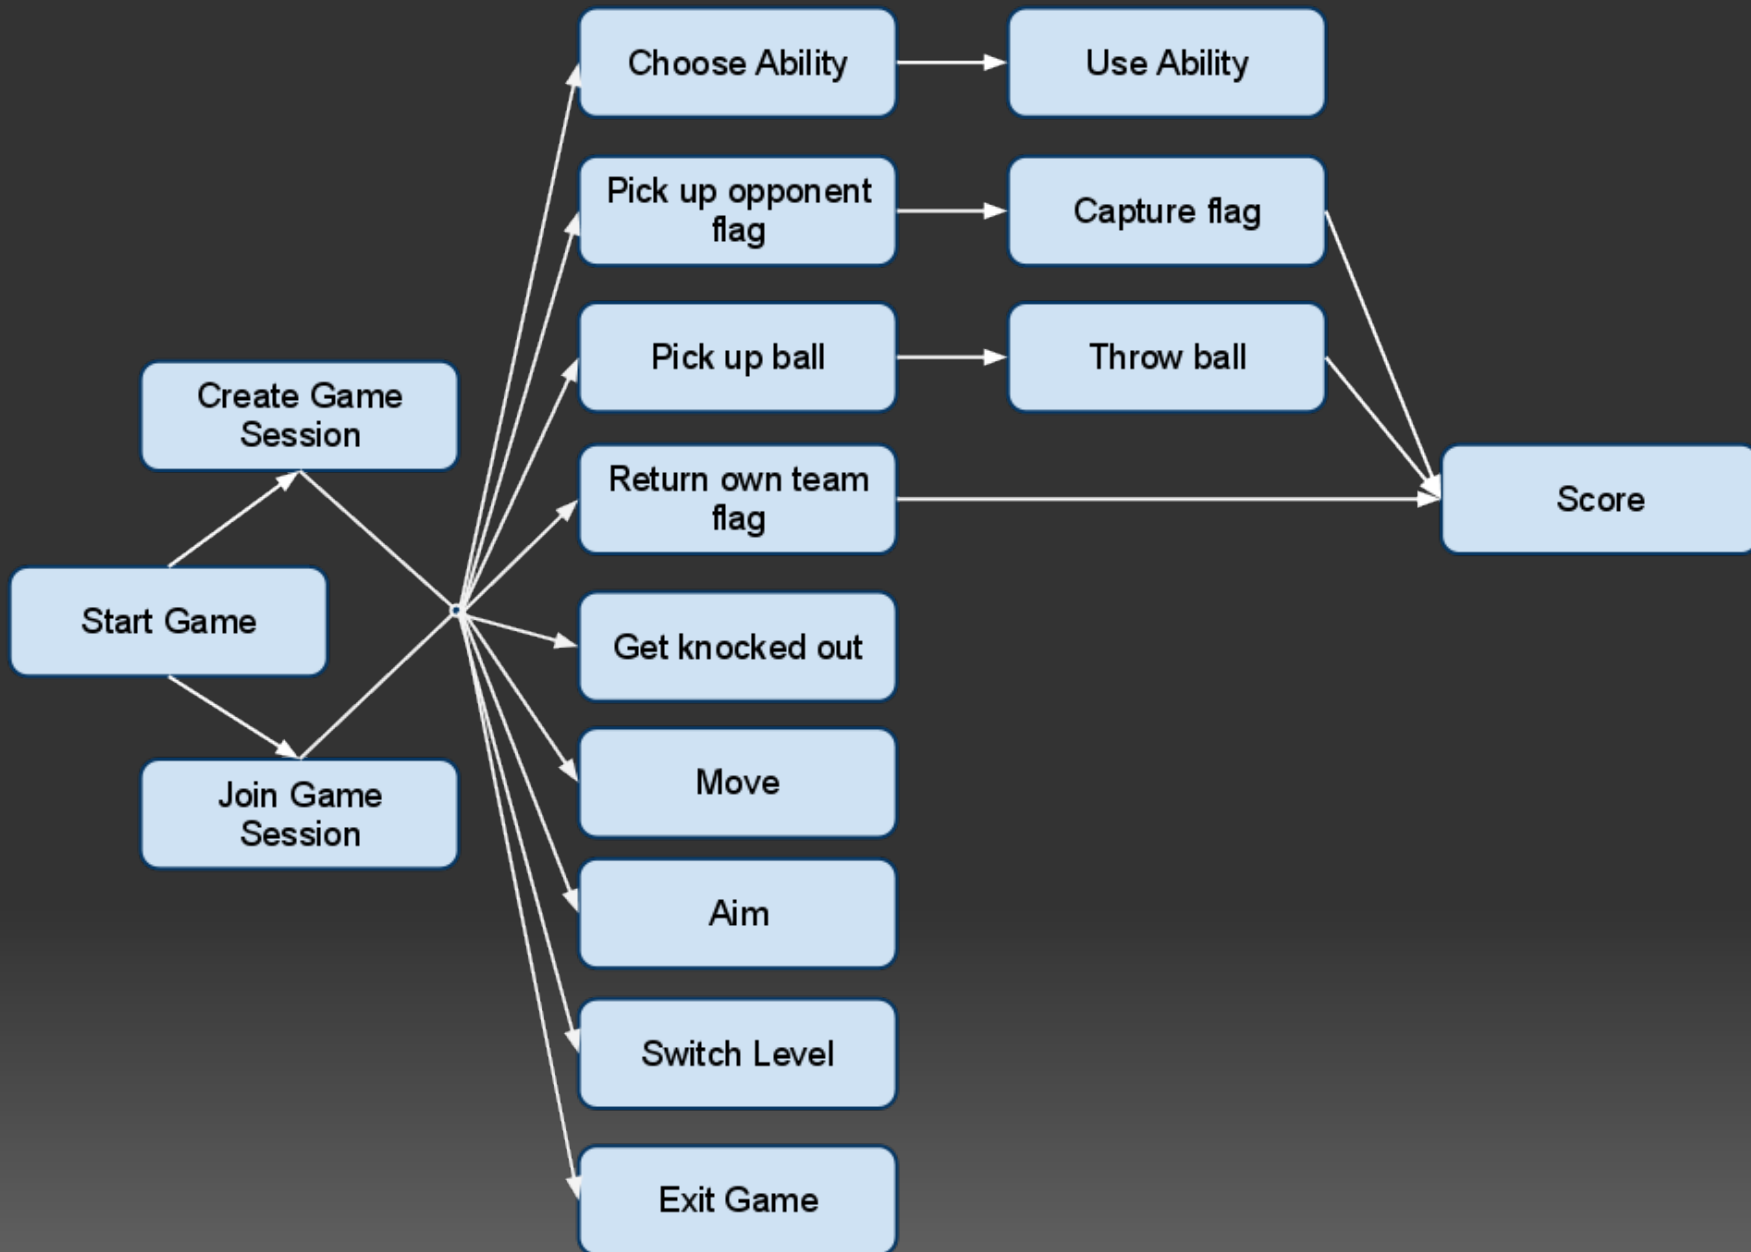 Choose Ability
Use Ability
Pick up opponent
flag
Capture flag
Pick up ball
Throw ball
Create Game
Session
Return own team
flag
Score
Start Game
Get knocked out
Join Game
Session
Move
Aim
Switch Level
Exit Game